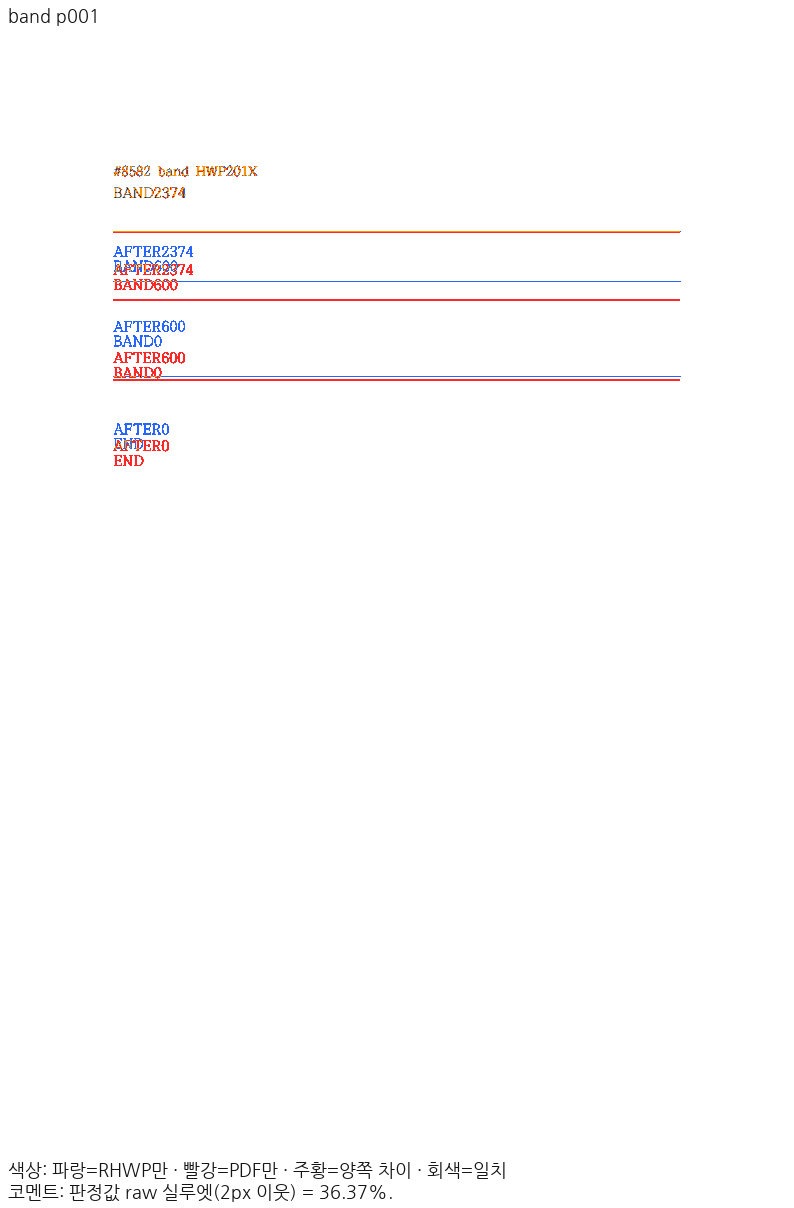 band p001
#8582 band HWP201X
BAND2374
AFTER2374
BAND600
AFTER2374
BAND600
AFTER600
BAND0
AFTER600
BAND0
AFTER0
END
AFTER0
END
색상: 파랑=RHWP만 · 빨강=PDF만 · 주황=양쪽 차이 · 회색=일치
코멘트: 판정값 raw 실루엣(2px 이웃) = 36.37%.